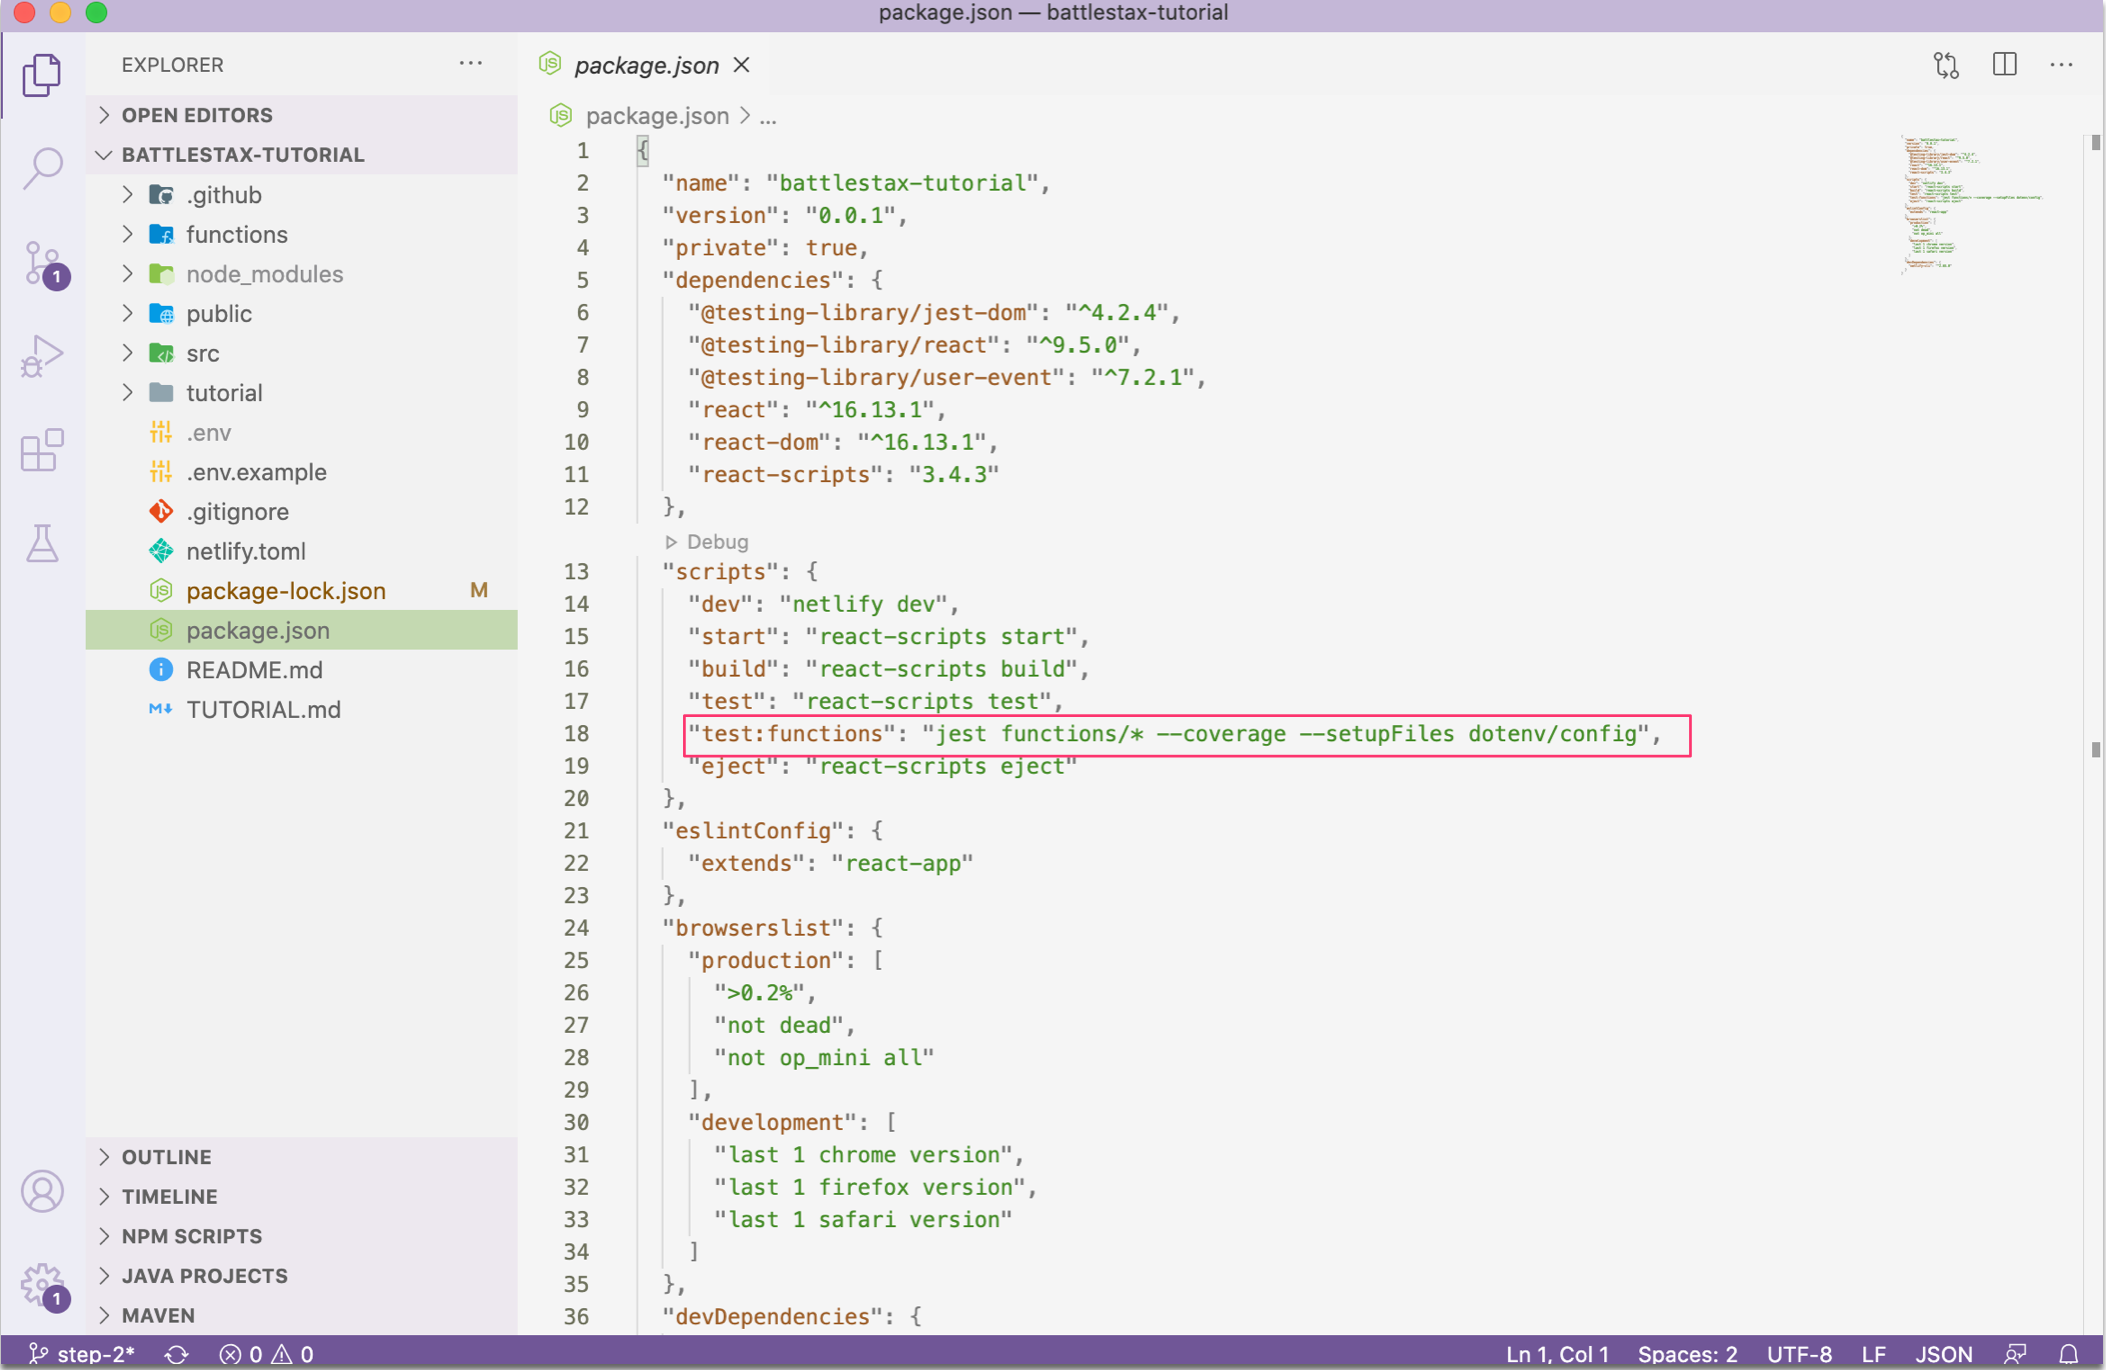 package.json — battlestax-tutorial
EXPLORER
OPEN EDITORS
BATTLESTAX-TUTORIAL
.github
functions
node_modules
public
src
tutorial
.env
.env.example
.gitignore
netlify.toml
package-lock.json M
package.json
README.md
TUTORIAL.md
OUTLINE
TIMELINE
NPM SCRIPTS
JAVA PROJECTS
MAVEN
1
1
package.json
package.json > ...
1 {
2 "name": "battlestax-tutorial",
3 "version": "0.0.1",
4 "private": true,
5 "dependencies": {
6 "@testing-library/jest-dom": "^4.2.4",
7 "@testing-library/react": "^9.5.0",
8 "@testing-library/user-event": "^7.2.1",
9 "react": "^16.13.1",
10 "react-dom": "^16.13.1",
11 "react-scripts": "3.4.3"
12 },
Debug
13 "scripts": {
14 "dev": "netlify dev",
15 "start": "react-scripts start",
16 "build": "react-scripts build",
17 "test": "react-scripts test",
18 "test:functions": "jest functions/* --coverage --setupFiles dotenv/config",
19 "eject": "react-scripts eject"
20 },
21 "eslintConfig": {
22 "extends": "react-app"
23 },
24 "browserslist": {
25 "production": [
26 ">0.2%",
27 "not dead",
28 "not op_mini all"
29 ],
30 "development": [
31 "last 1 chrome version",
32 "last 1 firefox version",
33 "last 1 safari version"
34 ]
35 },
36 "devDependencies": {
step-2* 0 0 Ln 1, Col 1 Spaces: 2 UTF-8 LF JSON